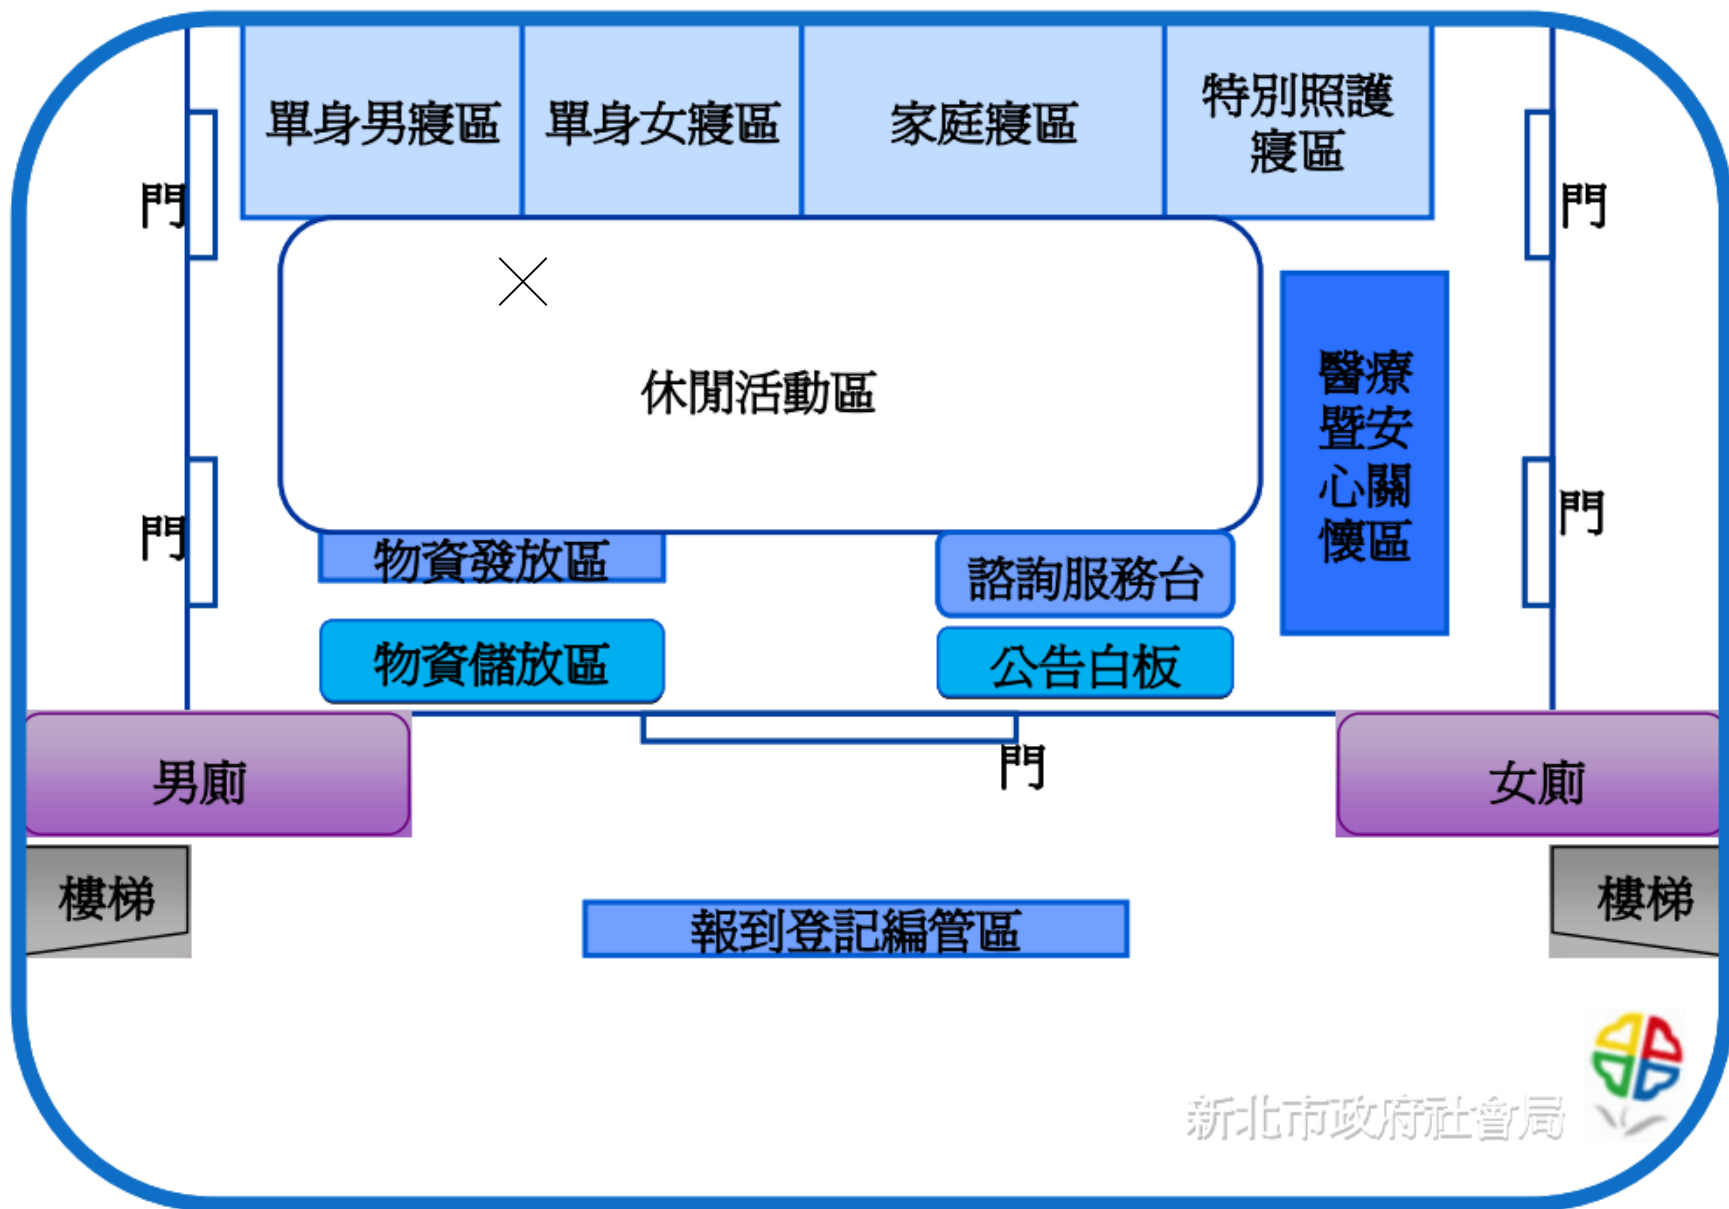 單身男寢區
單身女寢區
家庭寢區
特別照護
寢區
門
門
休閒活動區
醫療
暨安
心關
懷區
門
門
物資發放區
諮詢服務台
物資儲放區
公告白板
門
男廁
女廁
樓梯
樓梯
報到登記編管區
新北市政府社會局